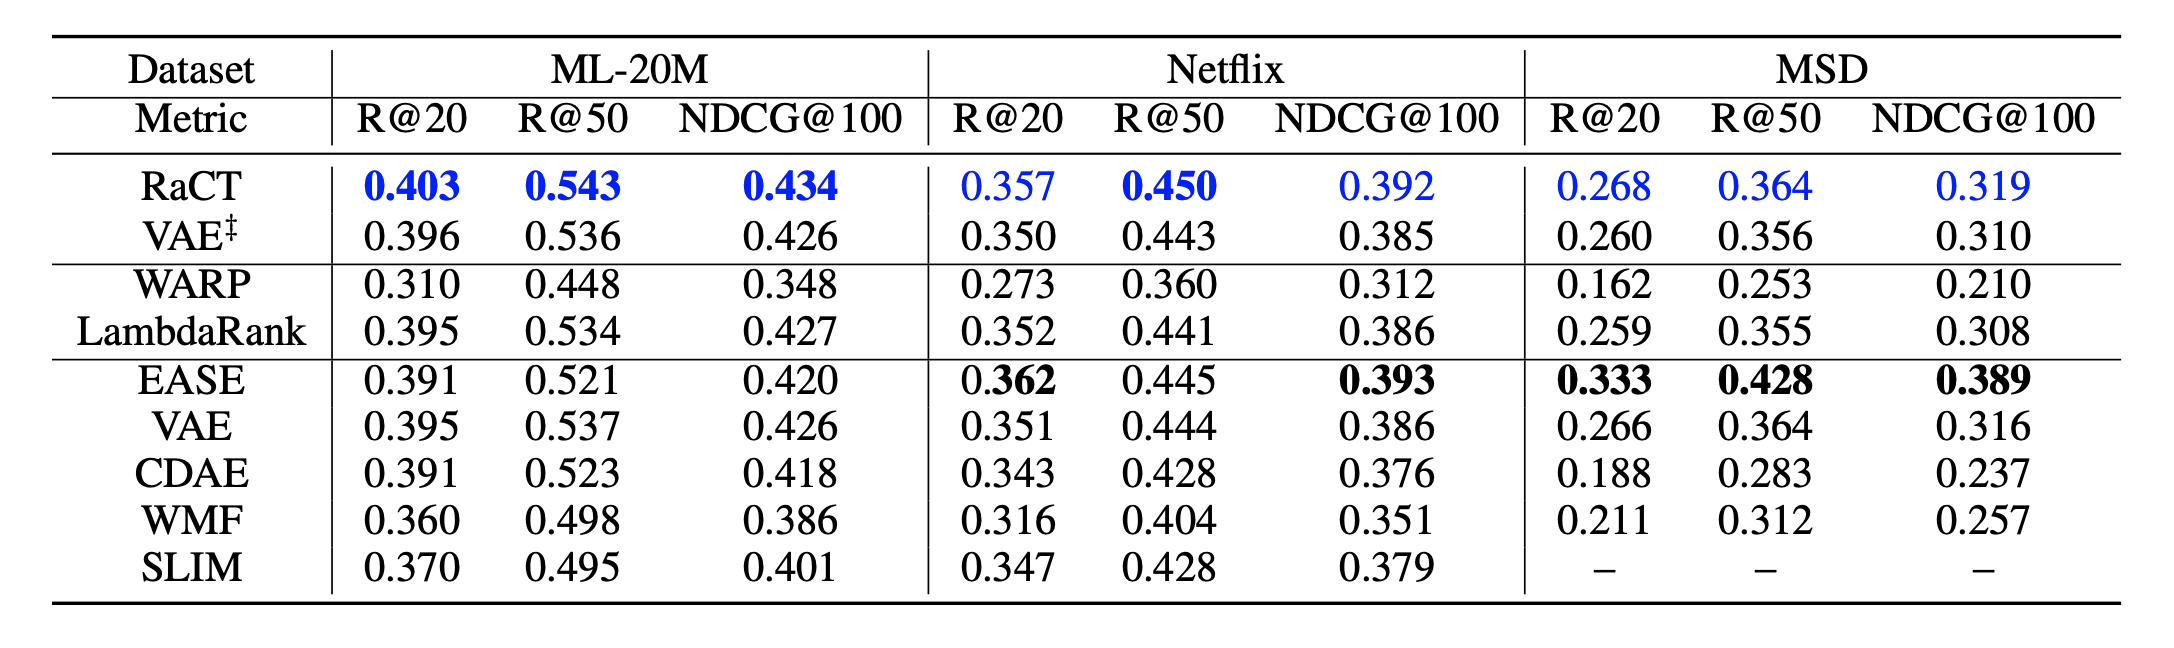 Dataset ML-20M Netflix MSD
Metric R@20 R@50 NDCG@100 R@20 R@50 NDCG@100 R@20 R@50 NDCG@100
RaCT 0.403 0.543 0.434 0.357 0.450 0.392 0.268 0.364 0.319
VAE‡ 0.396 0.536 0.426 0.350 0.443 0.385 0.260 0.356 0.310
WARP 0.310 0.448 0.348 0.273 0.360 0.312 0.162 0.253 0.210
LambdaRank 0.395 0.534 0.427 0.352 0.441 0.386 0.259 0.355 0.308
EASE 0.391 0.521 0.420 0.362 0.445 0.393 0.333 0.428 0.389
VAE 0.395 0.537 0.426 0.351 0.444 0.386 0.266 0.364 0.316
CDAE 0.391 0.523 0.418 0.343 0.428 0.376 0.188 0.283 0.237
WMF 0.360 0.498 0.386 0.316 0.404 0.351 0.211 0.312 0.257
SLIM 0.370 0.495 0.401 0.347 0.428 0.379 – – –